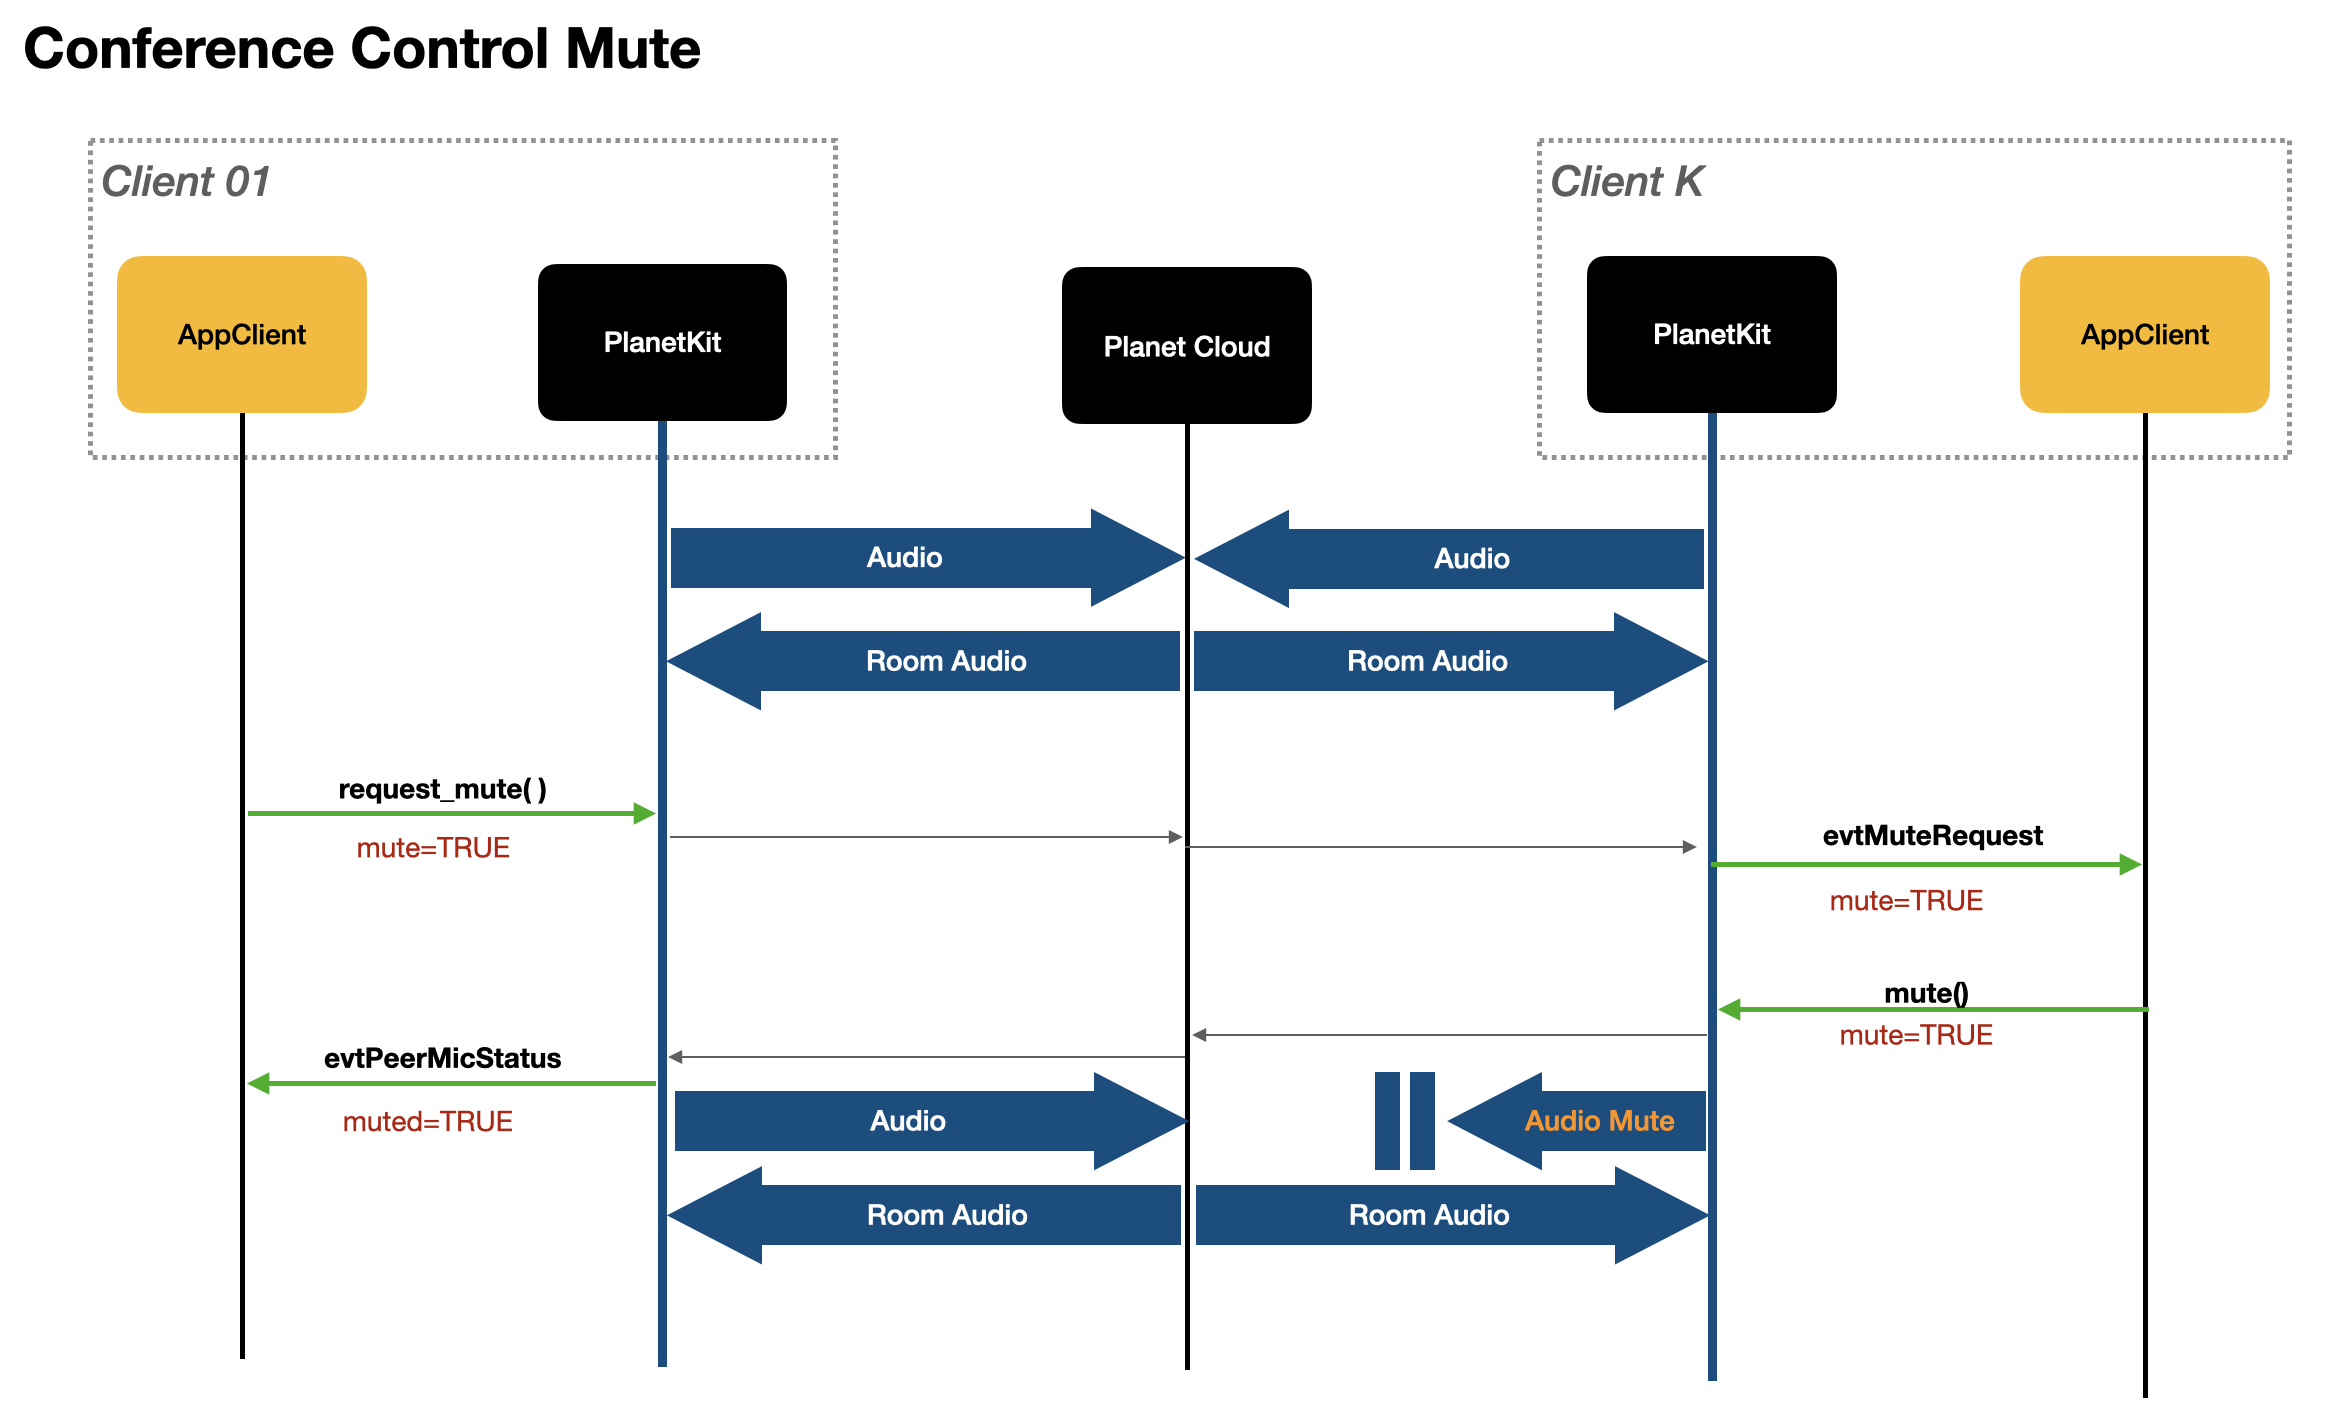 Conference Control Mute
Client 01
Client K
AppClient
PlanetKit
Planet Cloud
PlanetKit
AppClient
Audio
Audio
Room Audio
Room Audio
request_mute( )
mute=TRUE
evtMuteRequest
mute=TRUE
mute()
mute=TRUE
evtPeerMicStatus
muted=TRUE
Audio
Audio Mute
Room Audio
Room Audio